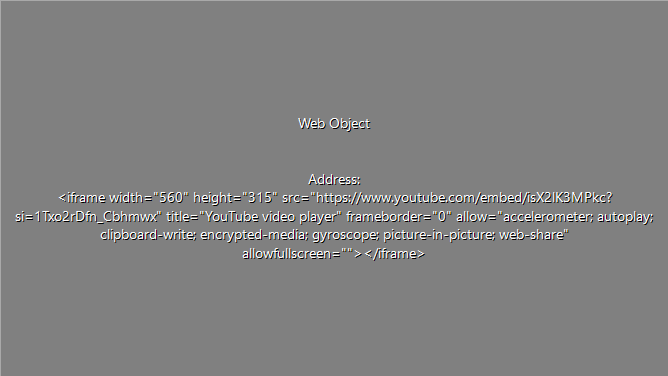 Web Object
Address:
<iframe width="560" height="315" src="https://www.youtube.com/embed/isX2lK3MPkc?
si=1Txo2rDfn_Cbhmwx" title="YouTube video player" frameborder="0" allow="accelerometer; autoplay;
clipboard-write; encrypted-media; gyroscope; picture-in-picture; web-share"
allowfullscreen=""></iframe>